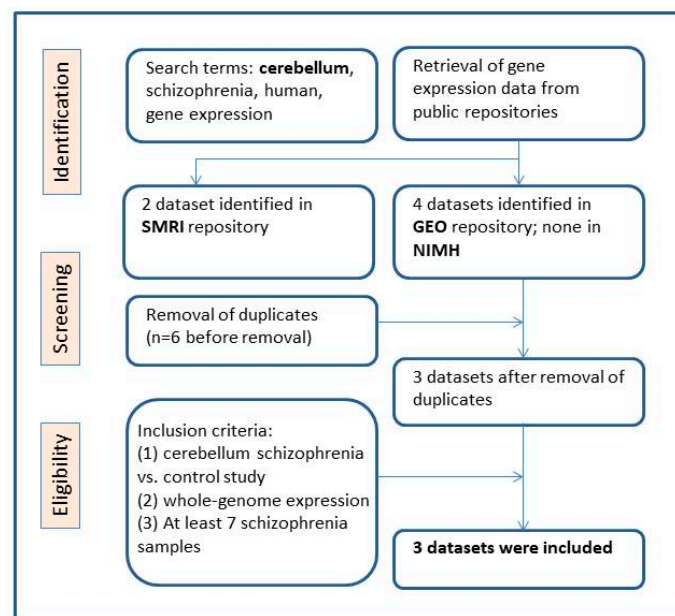 Identification
Search terms: cerebellum,
schizophrenia, human,
gene expression
Retrieval of gene
expression data from
public repositories
2 dataset identified in
SMRI repository
4 datasets identified in
GEO repository; none in
NIMH
Screening
Removal of duplicates
(n=6 before removal)
3 datasets after removal of
duplicates
Eligibility
Inclusion criteria:
(1) cerebellum schizophrenia
vs. control study
(2) whole-genome expression
(3) At least 7 schizophrenia
samples
3 datasets were included